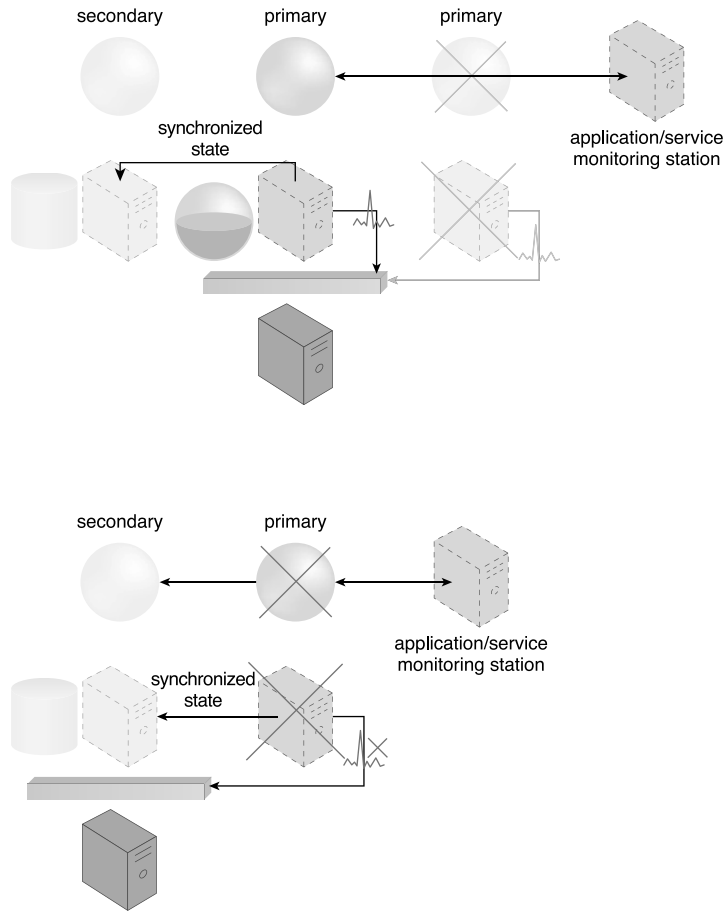 secondary
primary
primary
application/service
monitoring station
synchronized
state
secondary
primary
application/service
monitoring station
synchronized
state